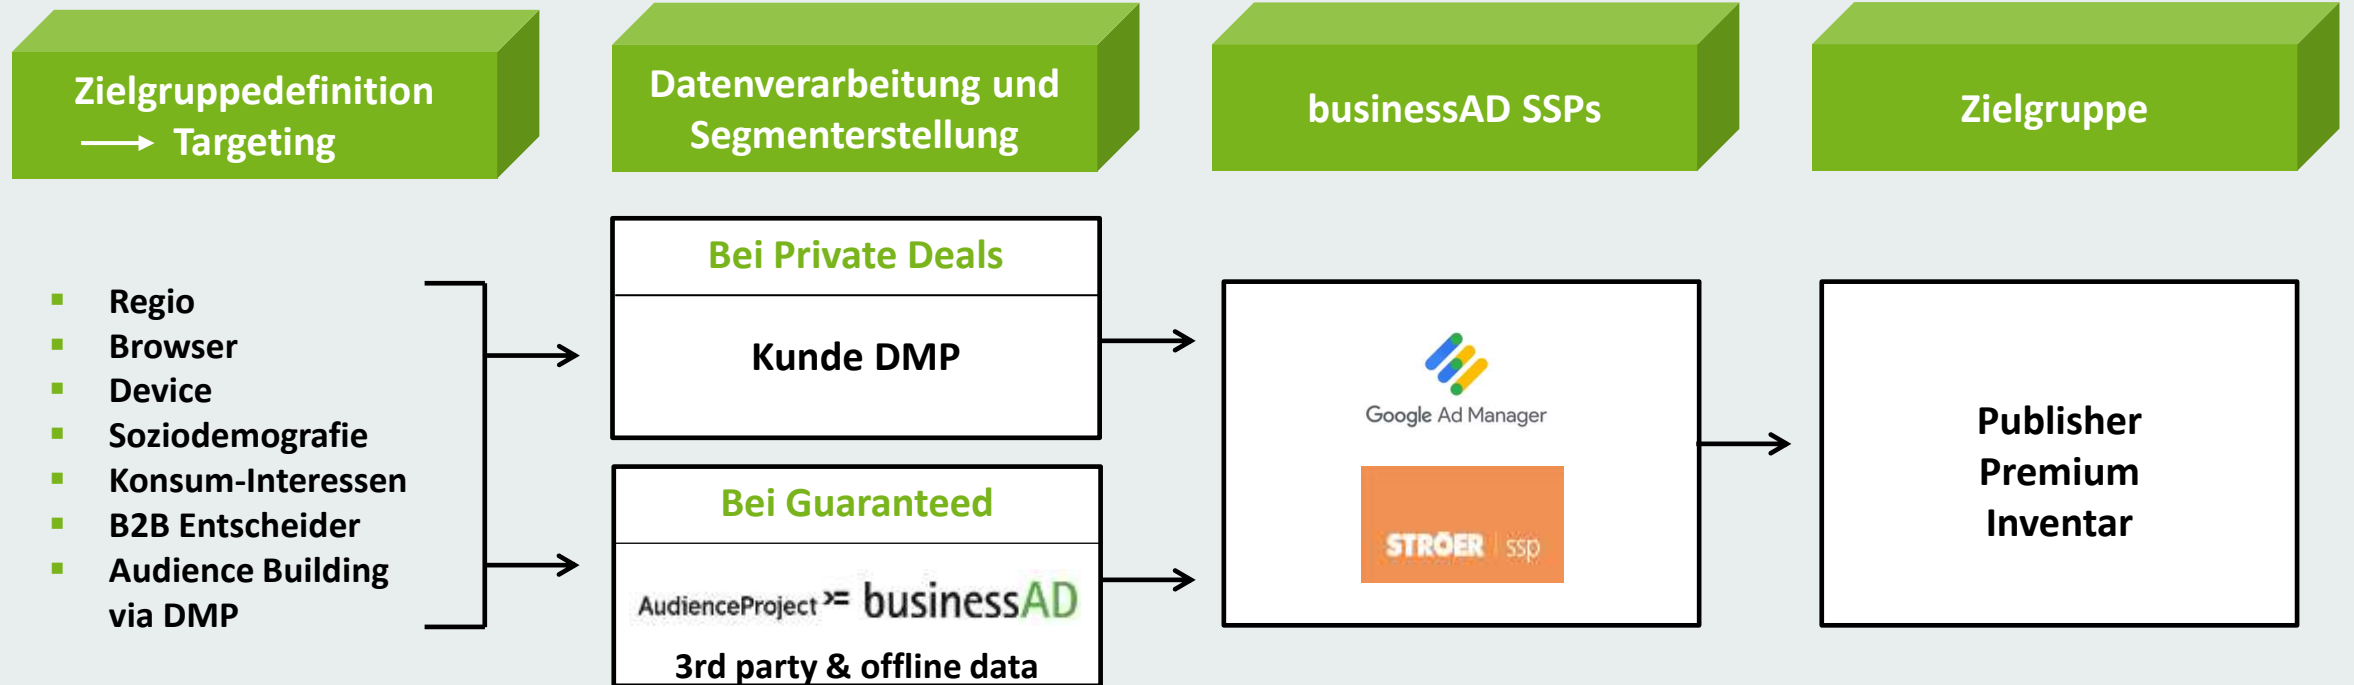 Zielgruppedefinition
→ Targeting
Datenverarbeitung und
Segmenterstellung
businessAD SSPs
Zielgruppe
Regio
Browser
Device
Soziodemografie
Konsum-Interessen
B2B Entscheider
Audience Building
via DMP
Bei Private Deals
Kunde DMP
Bei Guaranteed
AudienceProject businessAD
3rd party & offline data
Google Ad Manager
STRÖER | ssp
Publisher
Premium
Inventar